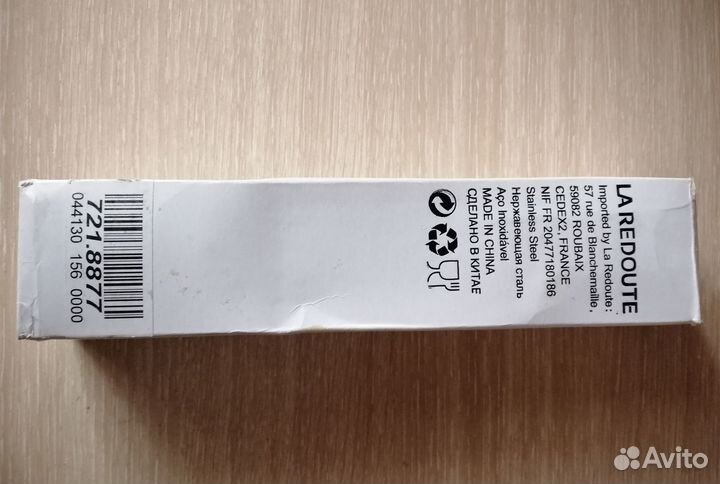 LA REDOUTE
Imported by La Redoute :
57 rue de Blanchemaille,
59082 ROUBAIX
CEDEX2, FRANCE
NIF FR 20477180186
Stainless Steel
Нержавеющая сталь
Aço Inoxidável
MADE IN CHINA
СДЕЛАНО В КИТАЕ
721.8877
044130 156 0000
Avito